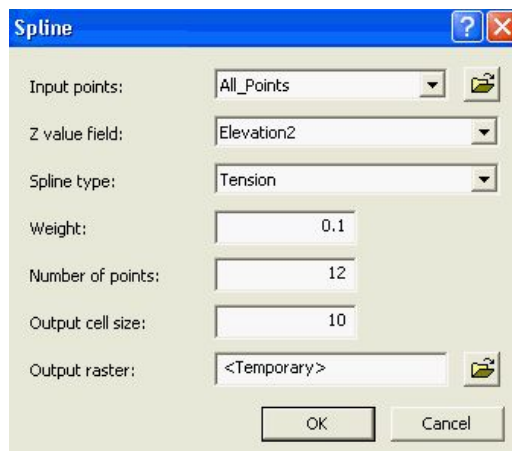 Spline
Input points: All_Points
Z value field: Elevation2
Spline type: Tension
Weight: 0.1
Number of points: 12
Output cell size: 10
Output raster: <Temporary>
OK Cancel